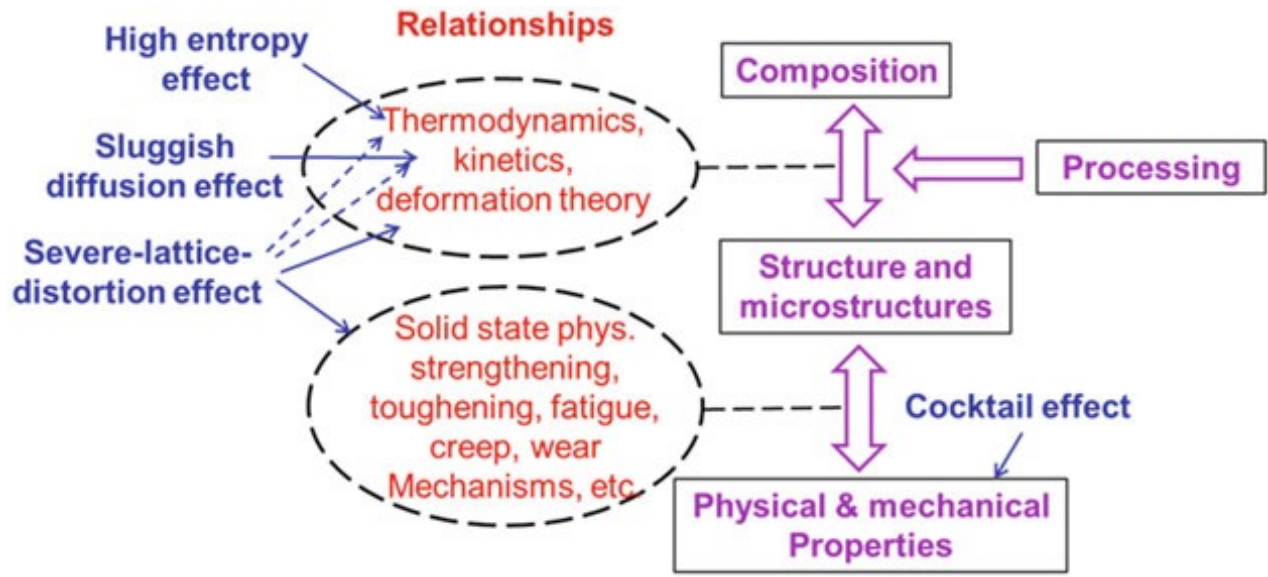 Relationships
High entropy
effect
Sluggish
diffusion effect
Severe-lattice-
distortion effect
Thermodynamics,
kinetics,
deformation theory
Solid state phys.
strengthening,
toughening, fatigue,
creep, wear
Mechanisms, etc
Composition
Processing
Structure and
microstructures
Cocktail effect
Physical & mechanical
Properties